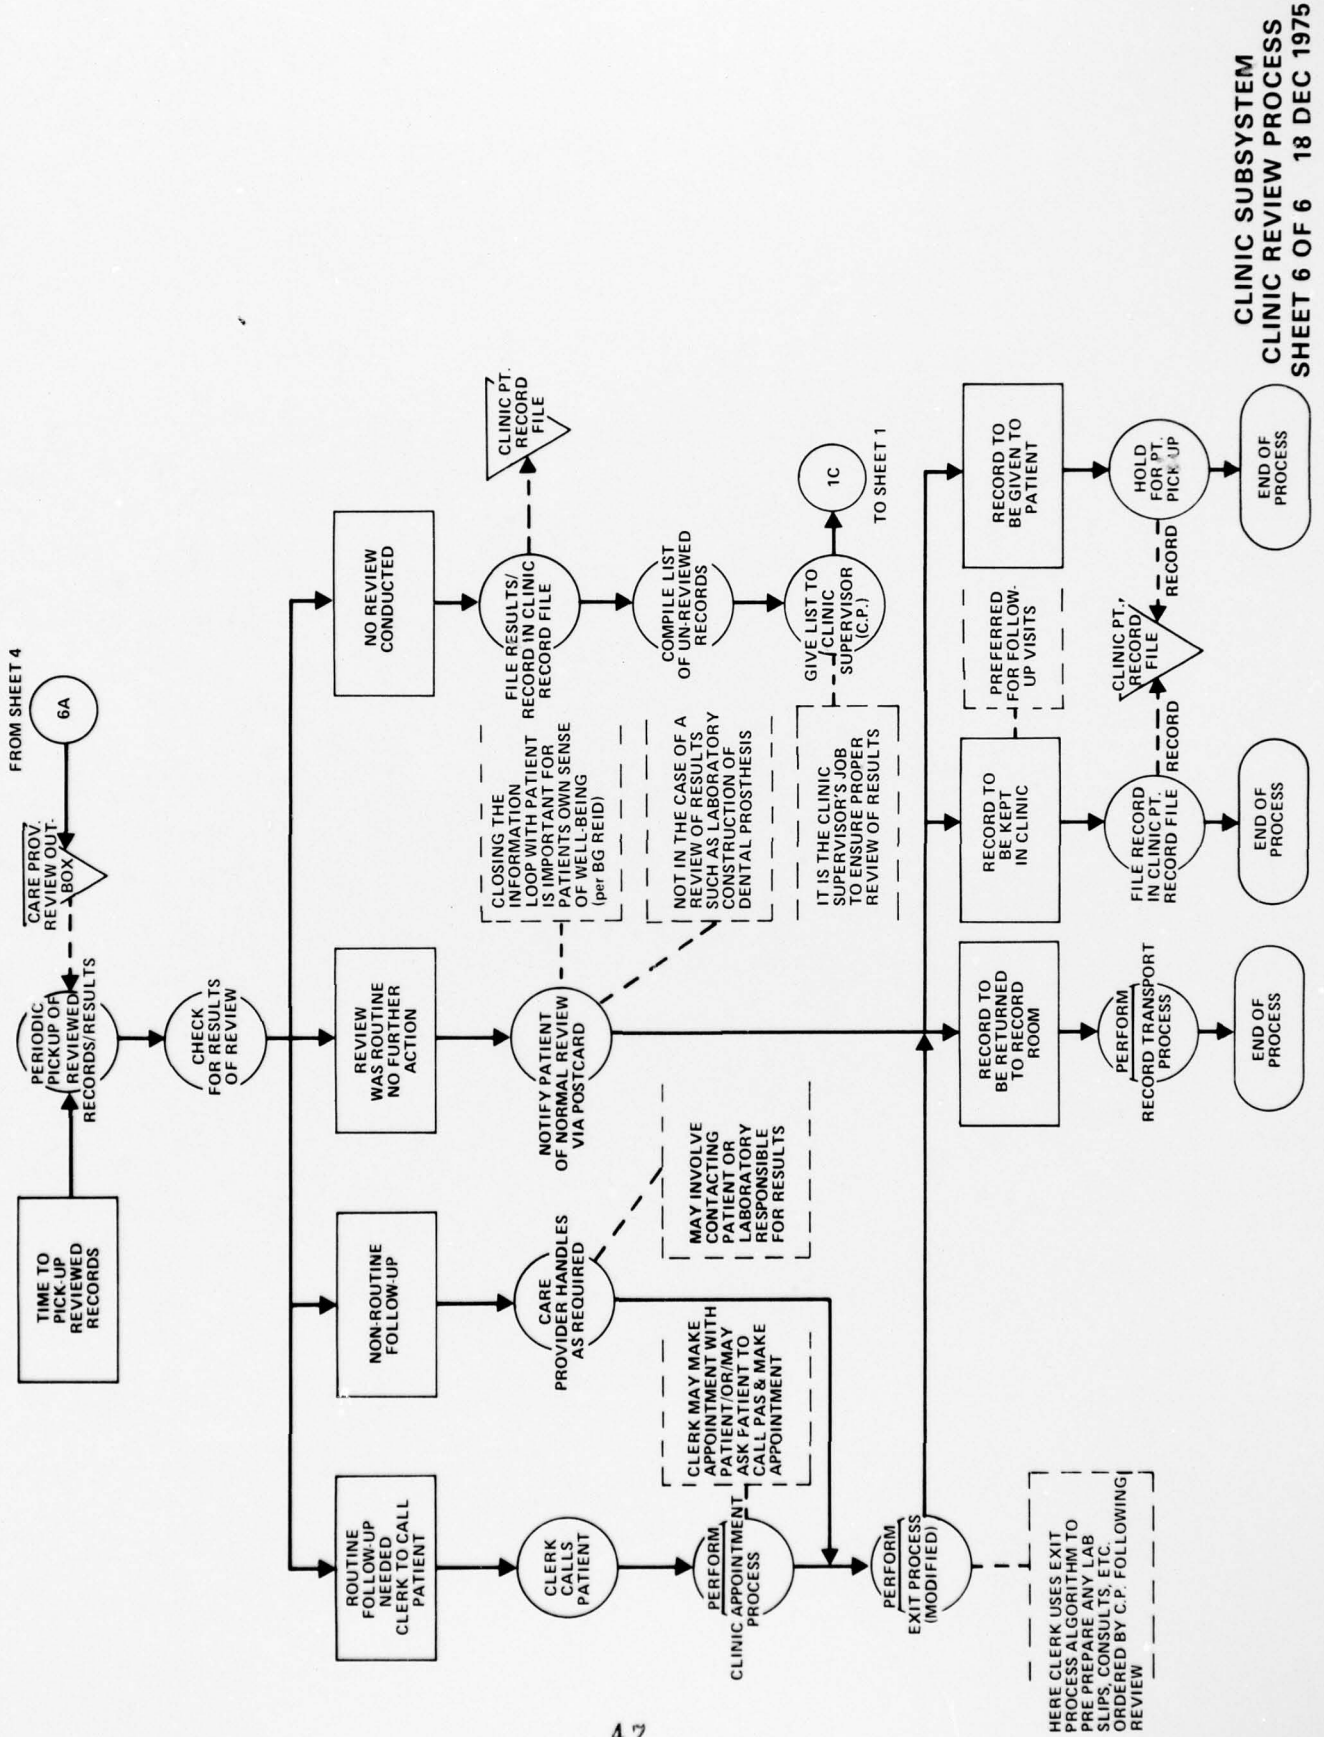 FROM SHEET 4
6A
CARE PROV.
REVIEW OUT-
BOX
TIME TO
PICK-UP
REVIEWED
RECORDS
PERIODIC
PICKUP OF
REVIEWED
RECORDS/RESULTS
CHECK
FOR RESULTS
OF REVIEW
ROUTINE
FOLLOW-UP
NEEDED
CLERK TO CALL
PATIENT
NON-ROUTINE
FOLLOW-UP
REVIEW
WAS ROUTINE
NO FURTHER
ACTION
NO REVIEW
CONDUCTED
CLERK
CALLS
PATIENT
CARE
PROVIDER HANDLES
AS REQUIRED
NOTIFY PATIENT
OF NORMAL REVIEW
VIA POSTCARD
CLOSING THE
INFORMATION
LOOP WITH PATIENT
IS IMPORTANT FOR
PATIENTS OWN SENSE
OF WELL-BEING
(per BG REID)
FILE RESULTS/
RECORD IN CLINIC
RECORD FILE
CLINIC PT.
RECORD
FILE
PERFORM
CLINIC APPOINTMENT
PROCESS
CLERK MAY MAKE
APPOINTMENT WITH
PATIENT/OR/MAY
ASK FATIENT TO
CALL PAS & MAKE
APPOINTMENT
MAY INVOLVE
CONTACTING
PATIENT OR
LABORATORY
RESPONSIBLE
FOR RESULTS
NOT IN THE CASE OF A
REVIEW OF RESULTS
SUCH AS LABORATORY
CONSTRUCTION OF
DENTAL PROSTHESIS
COMPILE LIST
OF UN-REVIEWED
RECORDS
IT IS THE CLINIC
SUPERVISOR'S JOB
TO ENSURE PROPER
REVIEW OF RESULTS
GIVE LIST TO
CLINIC
SUPERVISOR
(C.P.)
1C
TO SHEET 1
PERFORM
EXIT PROCESS
(MODIFIED)
HERE CLERK USES EXIT
PROCESS ALGORITHM TO
PRE PREPARE ANY LAB
SLIPS, CONSULTS, ETC.
ORDERED BY C.P. FOLLOWING
REVIEW
RECORD TO
BE RETURNED
TO RECORD
ROOM
RECORD TO
BE KEPT
IN CLINIC
PREFERRED
FOR FOLLOW-
UP VISITS
RECORD TO
BE GIVEN TO
PATIENT
PERFORM
RECORD TRANSPORT
PROCESS
FILE RECORD
IN CLINIC PT.
RECORD FILE
RECORD
CLINIC PT.,
RECORD
FILE
RECORD
HOLD
FOR PT.
PICK-UP
END OF
PROCESS
END OF
PROCESS
END OF
PROCESS
CLINIC SUBSYSTEM
CLINIC REVIEW PROCESS
SHEET 6 OF 6 18 DEC 1975